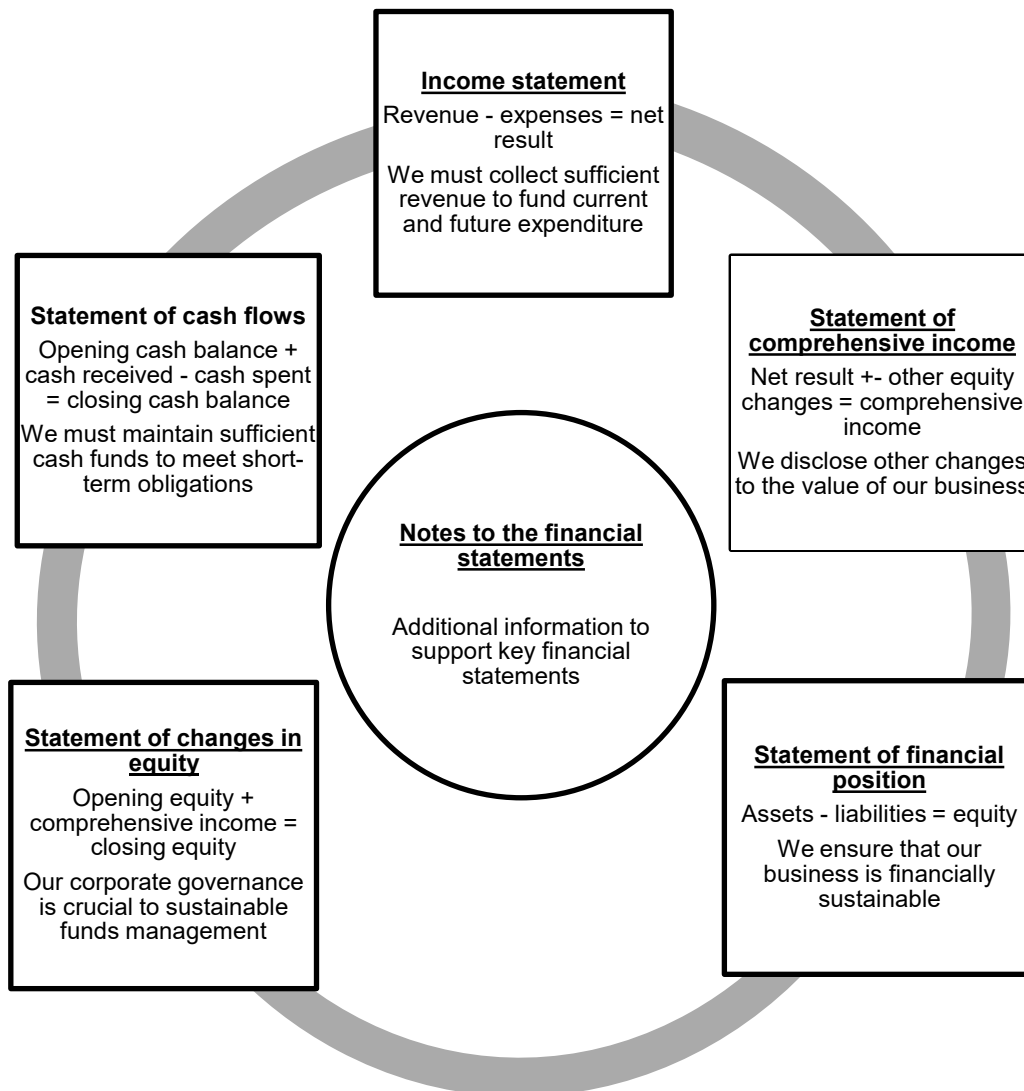 Income statement
Revenue - expenses = net
result
We must collect sufficient
revenue to fund current
and future expenditure
Statement of cash flows
Opening cash balance +
cash received - cash spent
= closing cash balance
We must maintain sufficient
cash funds to meet short-
term obligations
Statement of
comprehensive income
Net result +- other equity
changes = comprehensive
income
We disclose other changes
to the value of our business
Notes to the financial
statements
Additional information to
support key financial
statements
Statement of changes in
equity
Opening equity +
comprehensive income =
closing equity
Our corporate governance
is crucial to sustainable
funds management
Statement of financial
position
Assets - liabilities = equity
We ensure that our
business is financially
sustainable